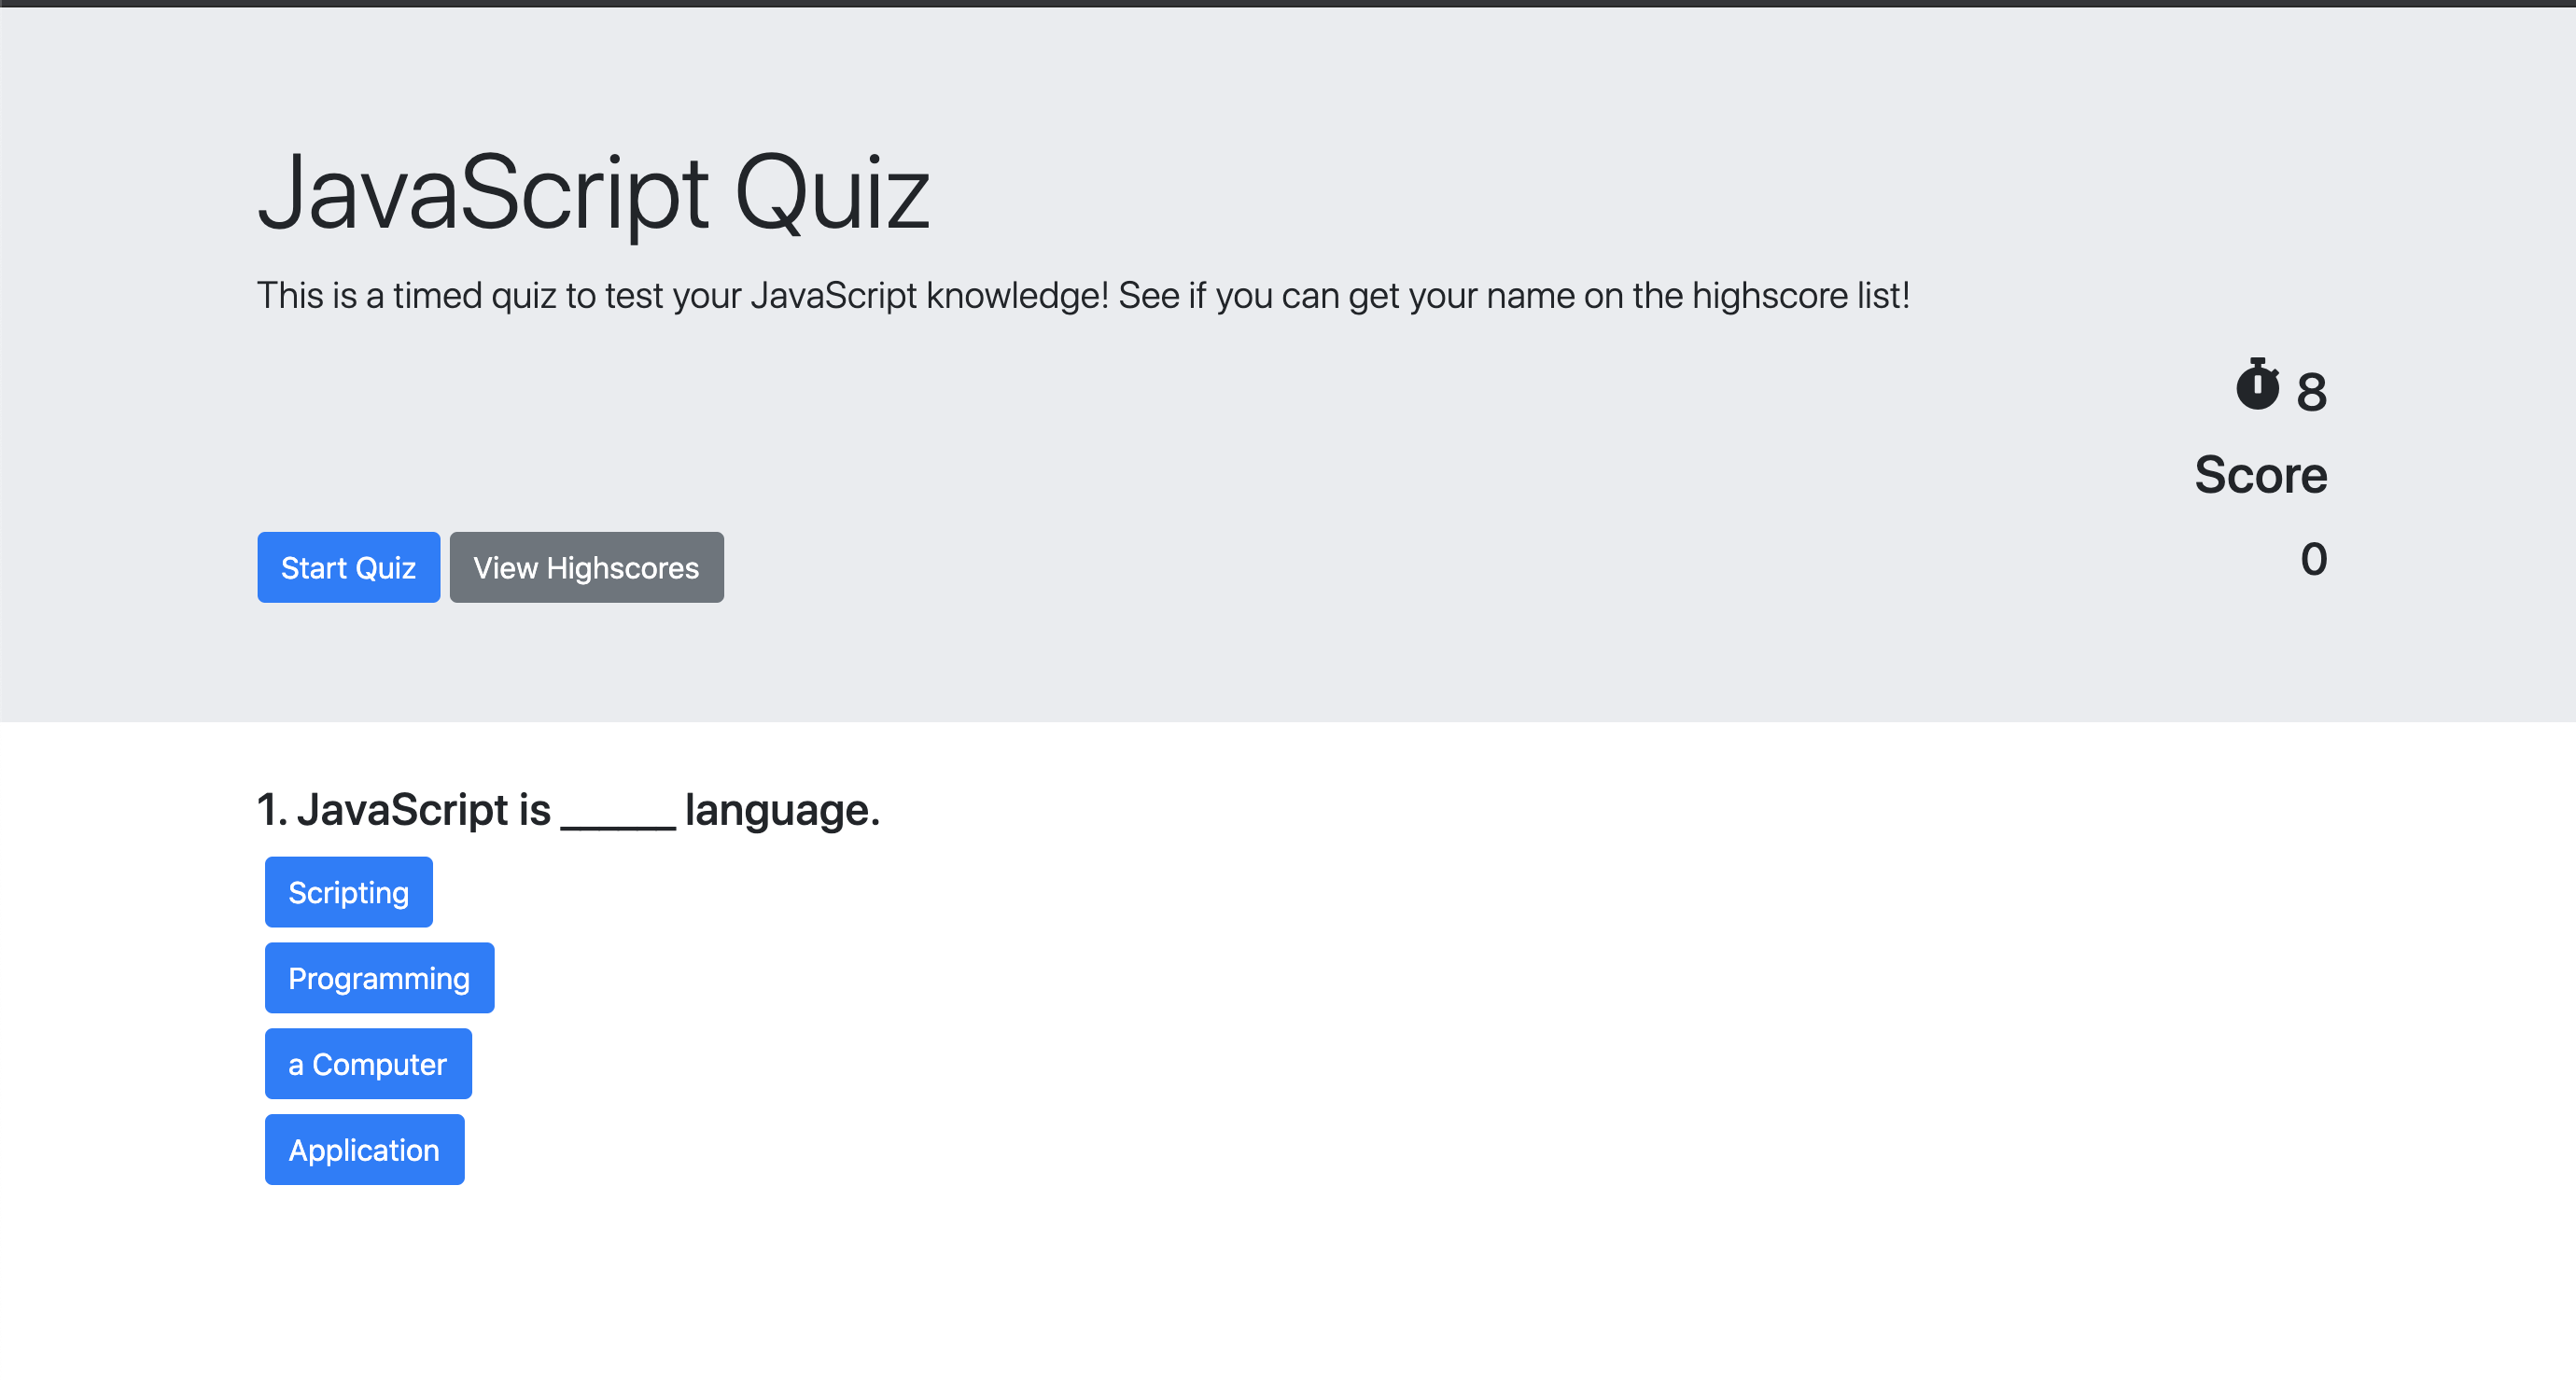 JavaScript Quiz
This is a timed quiz to test your JavaScript knowledge! See if you can get your name on the highscore list!
8
Score
0
Start Quiz View Highscores
1. JavaScript is ______ language.
Scripting
Programming
a Computer
Application